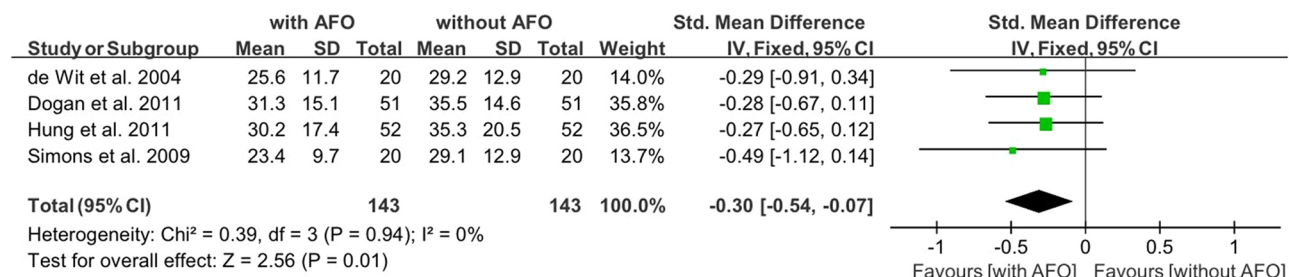 with AFO without AFO Std. Mean Difference Std. Mean Difference
Study or Subgroup Mean SD Total Mean SD Total Weight IV, Fixed, 95% CI IV, Fixed, 95% CI
de Wit et al. 2004 25.6 11.7 20 29.2 12.9 20 14.0% -0.29 [-0.91, 0.34]
Dogan et al. 2011 31.3 15.1 51 35.5 14.6 51 35.8% -0.28 [-0.67, 0.11]
Hung et al. 2011 30.2 17.4 52 35.3 20.5 52 36.5% -0.27 [-0.65, 0.12]
Simons et al. 2009 23.4 9.7 20 29.1 12.9 20 13.7% -0.49 [-1.12, 0.14]
Total (95% CI) 143 143 100.0% -0.30 [-0.54, -0.07]
Heterogeneity: Chi² = 0.39, df = 3 (P = 0.94); I² = 0%
Test for overall effect: Z = 2.56 (P = 0.01)
-1 -0.5 0 0.5 1
Favours [with AFO] Favours [without AFO]